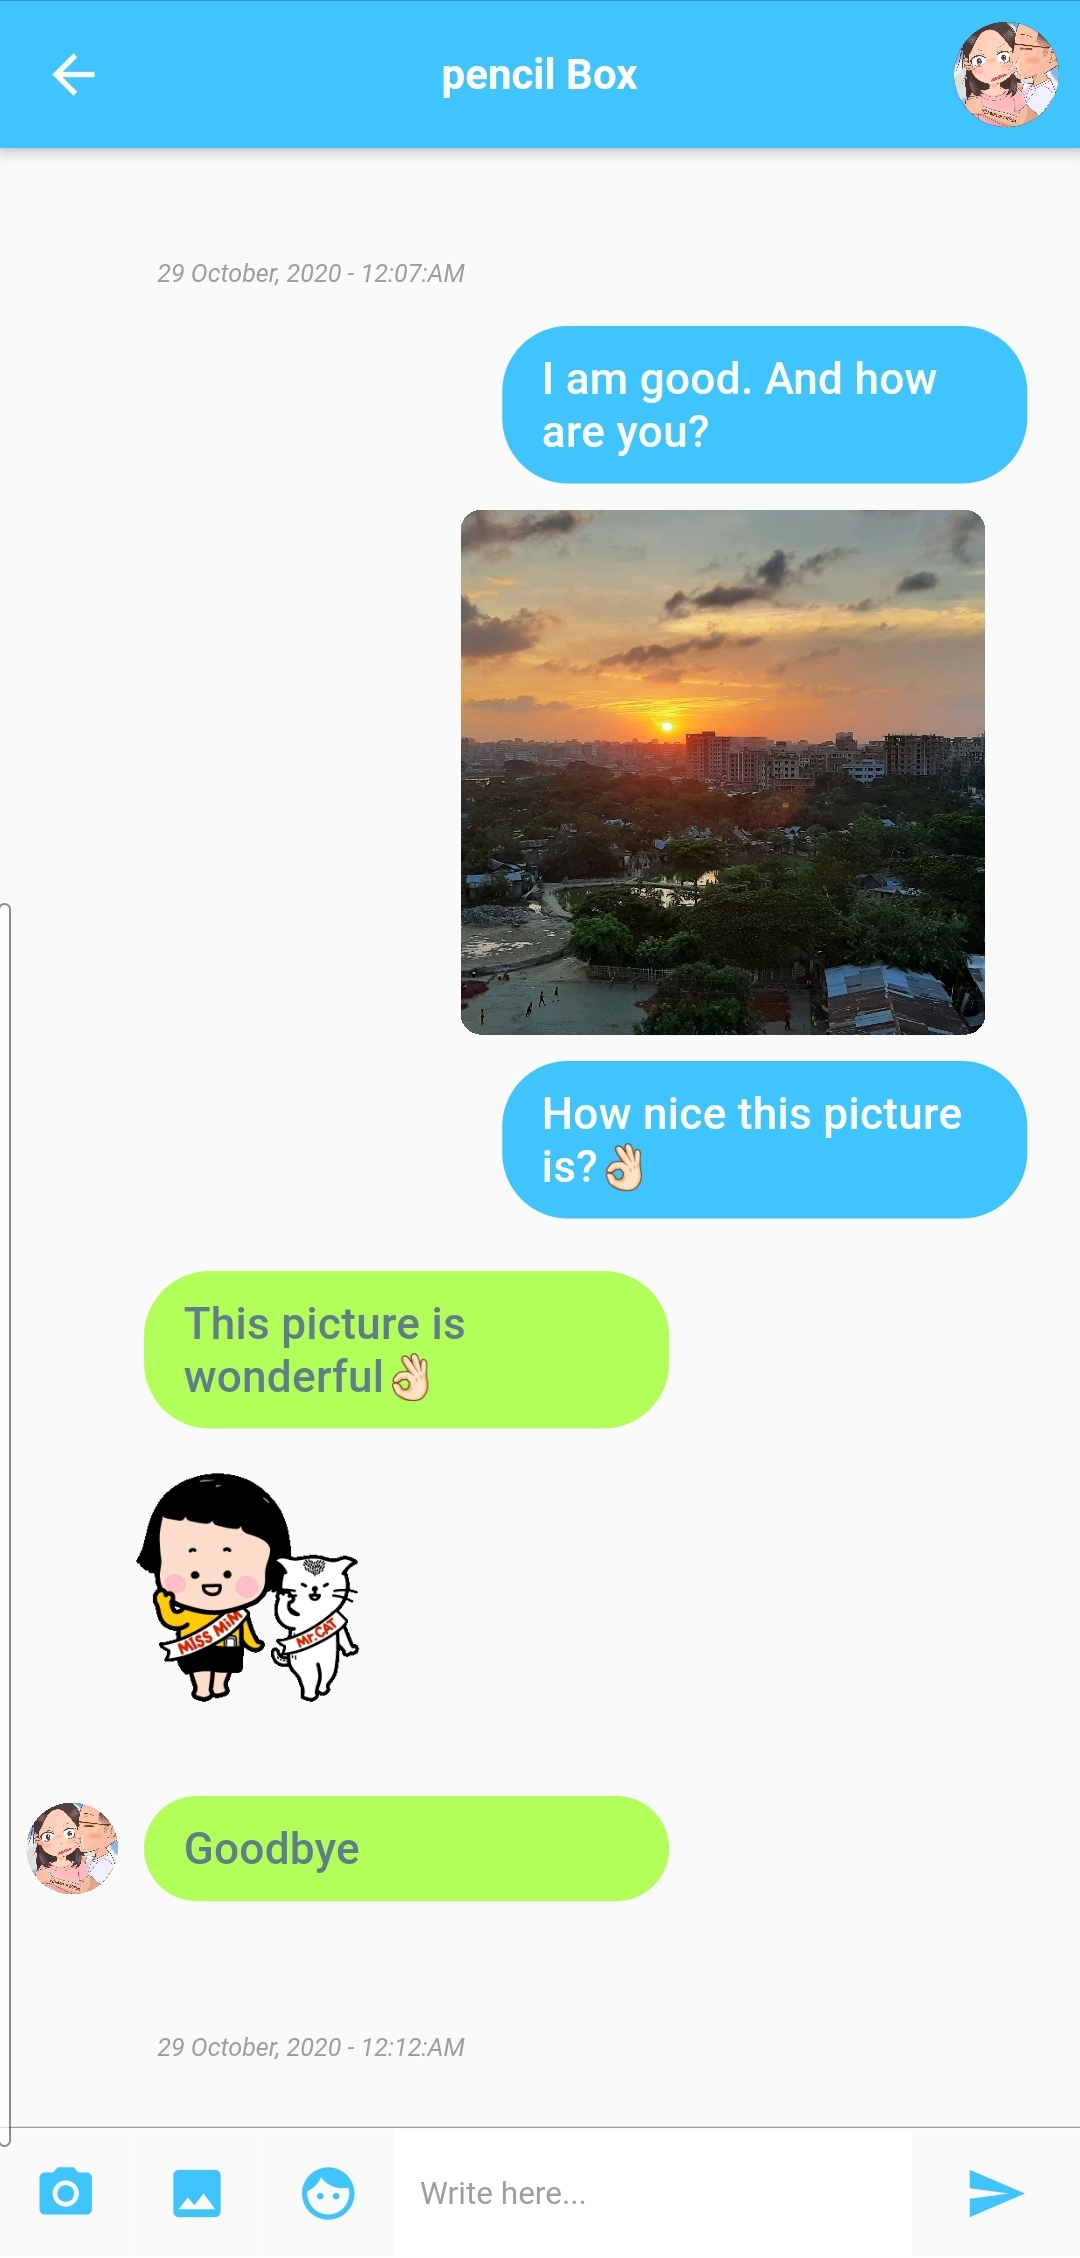 pencil Box
29 October, 2020 - 12:07:AM
I am good. And how
are you?
How nice this picture
is?👌🏻
This picture is
wonderful👌🏻
MISS MiM
Mr.CAT
Goodbye
29 October, 2020 - 12:12:AM
Write here...